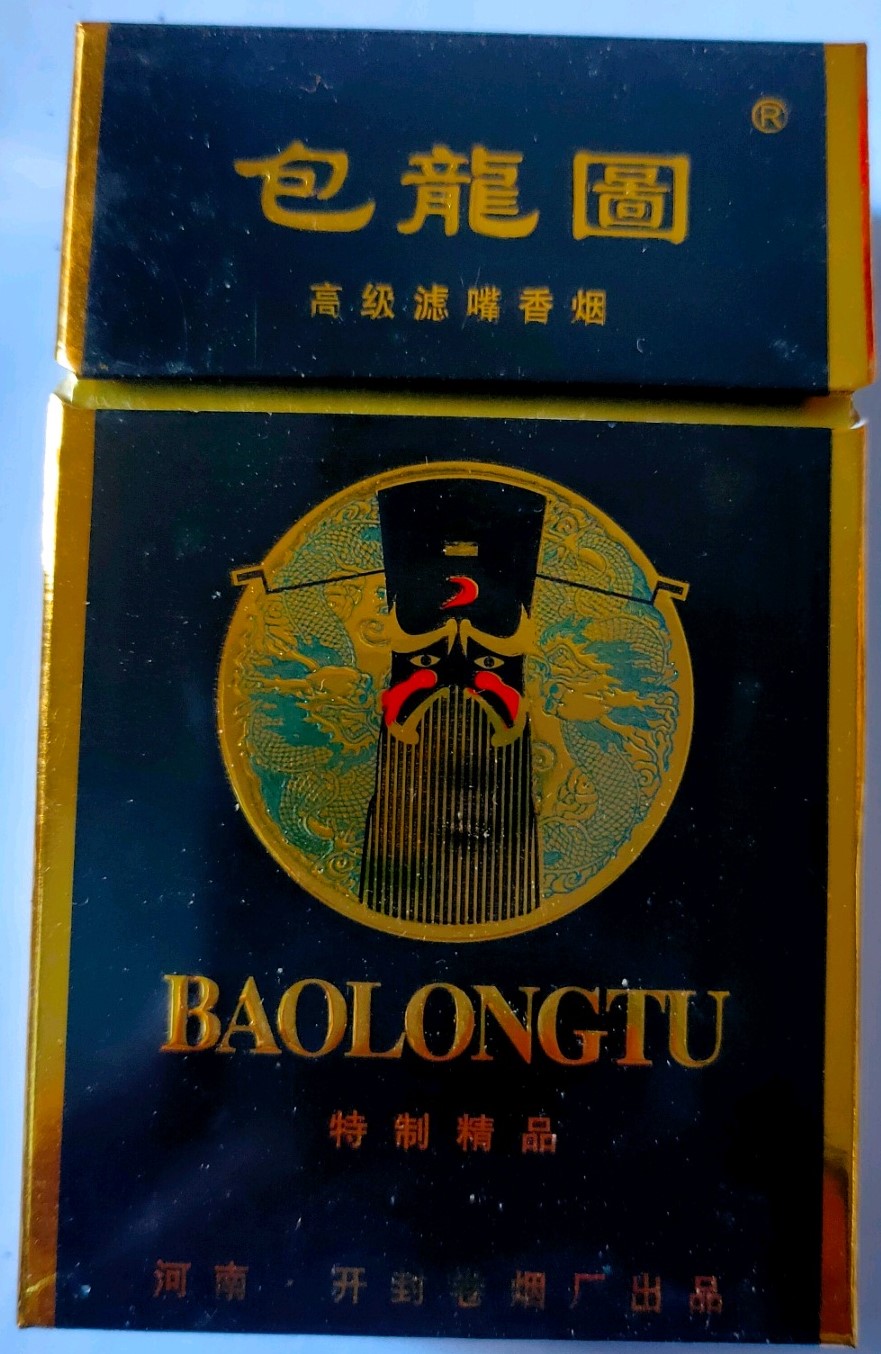 ®
包龍圖
高级滤嘴香烟
BAOLONGTU
特制精品
河南 开封卷烟厂出品